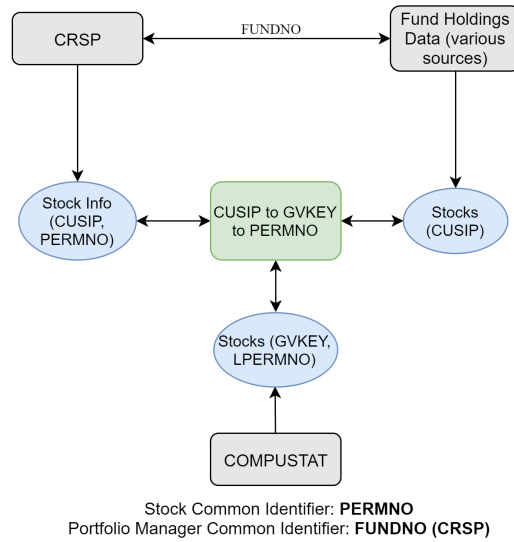 CRSP
FUNDNO
Fund Holdings
Data (various
sources)
Stock Info
(CUSIP,
PERMNO)
CUSIP to GVKEY
to PERMNO
Stocks
(CUSIP)
Stocks (GVKEY,
LPERMNO)
COMPUSTAT
Stock Common Identifier: PERMNO
Portfolio Manager Common Identifier: FUNDNO (CRSP)